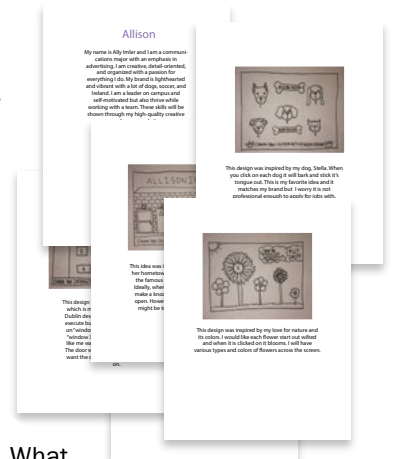 Allison
My name is Ally Imler and I am a communi-
cations major with an emphasis in
advertising. I am creative, detail-oriented,
and organized with a passion for
everything I do. My brand is lighthearted
and vibrant with a lot of dogs, soccer, and
Ireland. I am a leader on campus and
self-motivated but also thrive while
working with a team. These skills will be
shown through my high-quality creative
This design was inspired by my dog, Stella. When
you click on each dog it will bark and stick it's
tongue out. This is my favorite idea and it
matches my brand but I worry it is not
professional enough to apply for jobs with.
ALLISON
This idea was
her hometow
the famous
Ideally, when
make a knoc
open. Howe
might be
This design
which is m
Dublin des
execute bu
on "window
"window
like me wa
The door
want the
on.
This design was inspired by my love for nature and
its colors. I would like each flower start out wilted
and when it is clicked on it blooms. I will have
various types and colors of flowers across the screen.
What